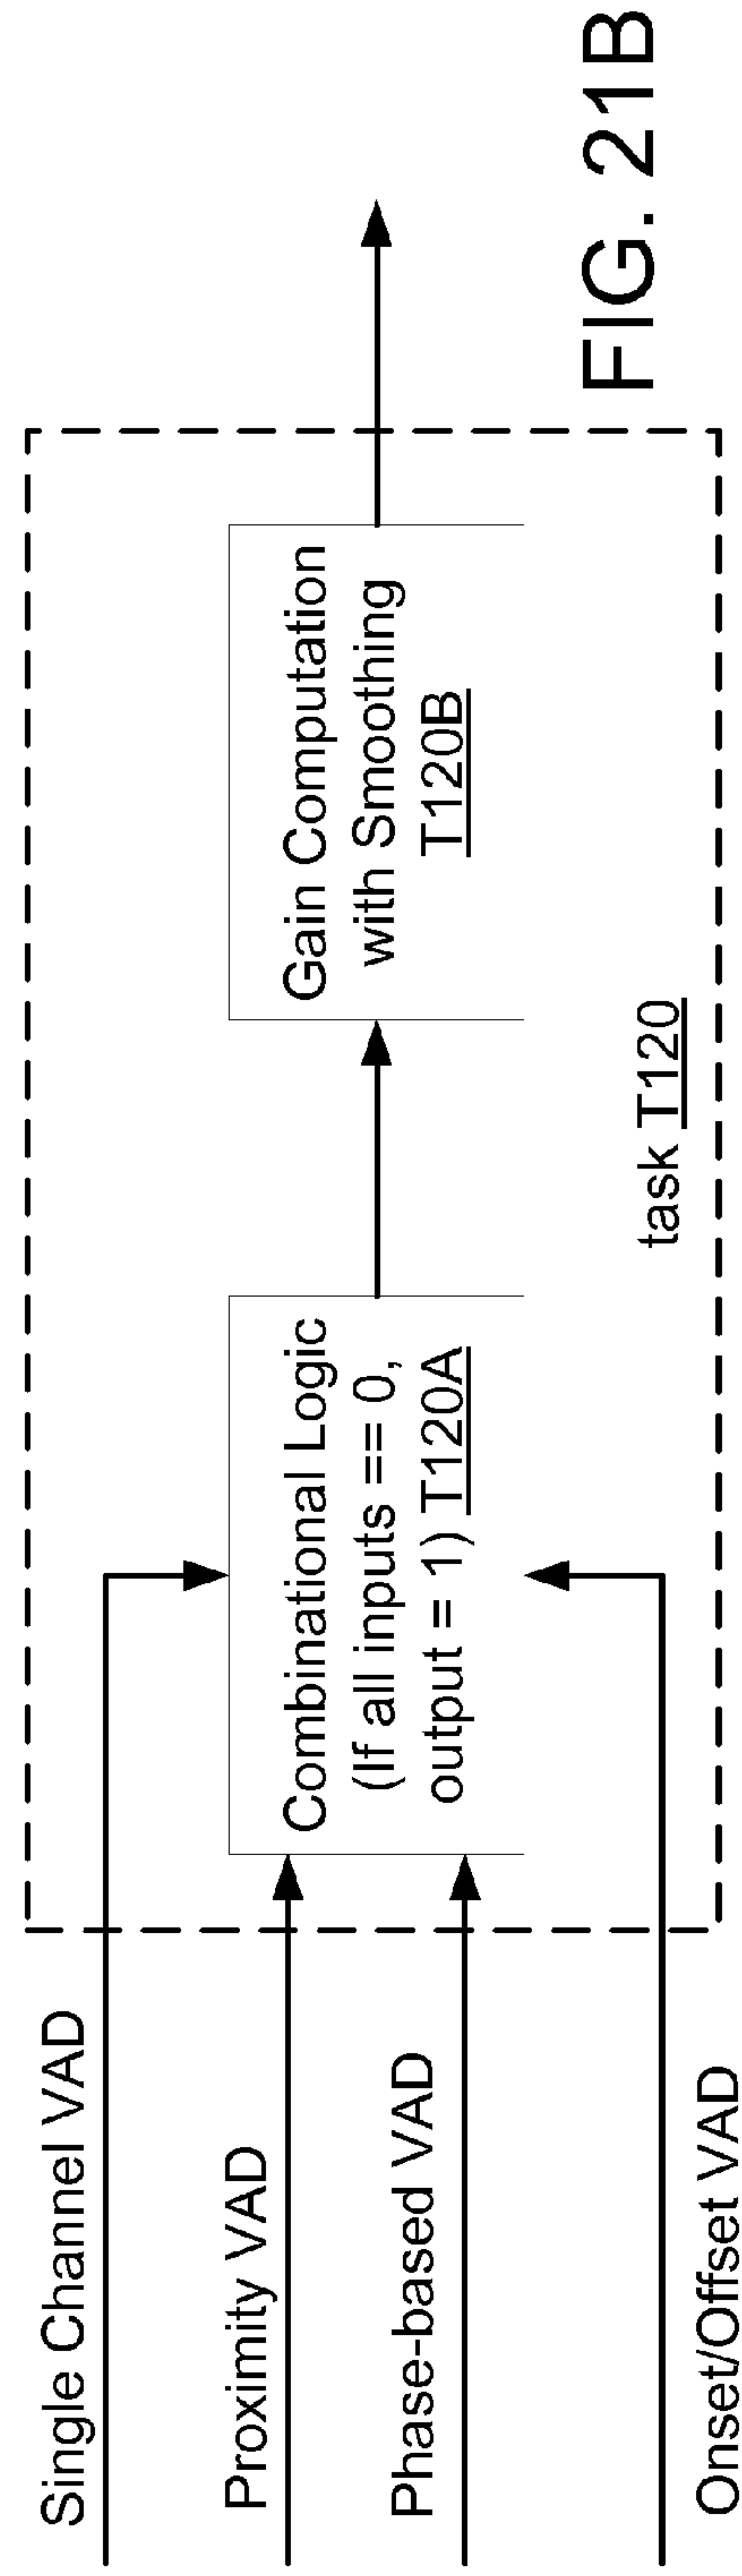 Single Channel VAD
Proximity VAD
Phase-based VAD
Onset/Offset VAD
Combinational Logic
(If all inputs == 0,
output = 1) T120A
Gain Computation
with Smoothing
T120B
task T120
FIG. 21B